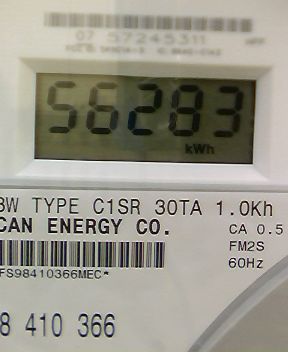 07 57245311
56283
kWh
3W TYPE C1SR 30TA 1.0Kh
CAN ENERGY CO.
CA 0.5
FM2S
60Hz
FS98410366MEC*
8 410 366